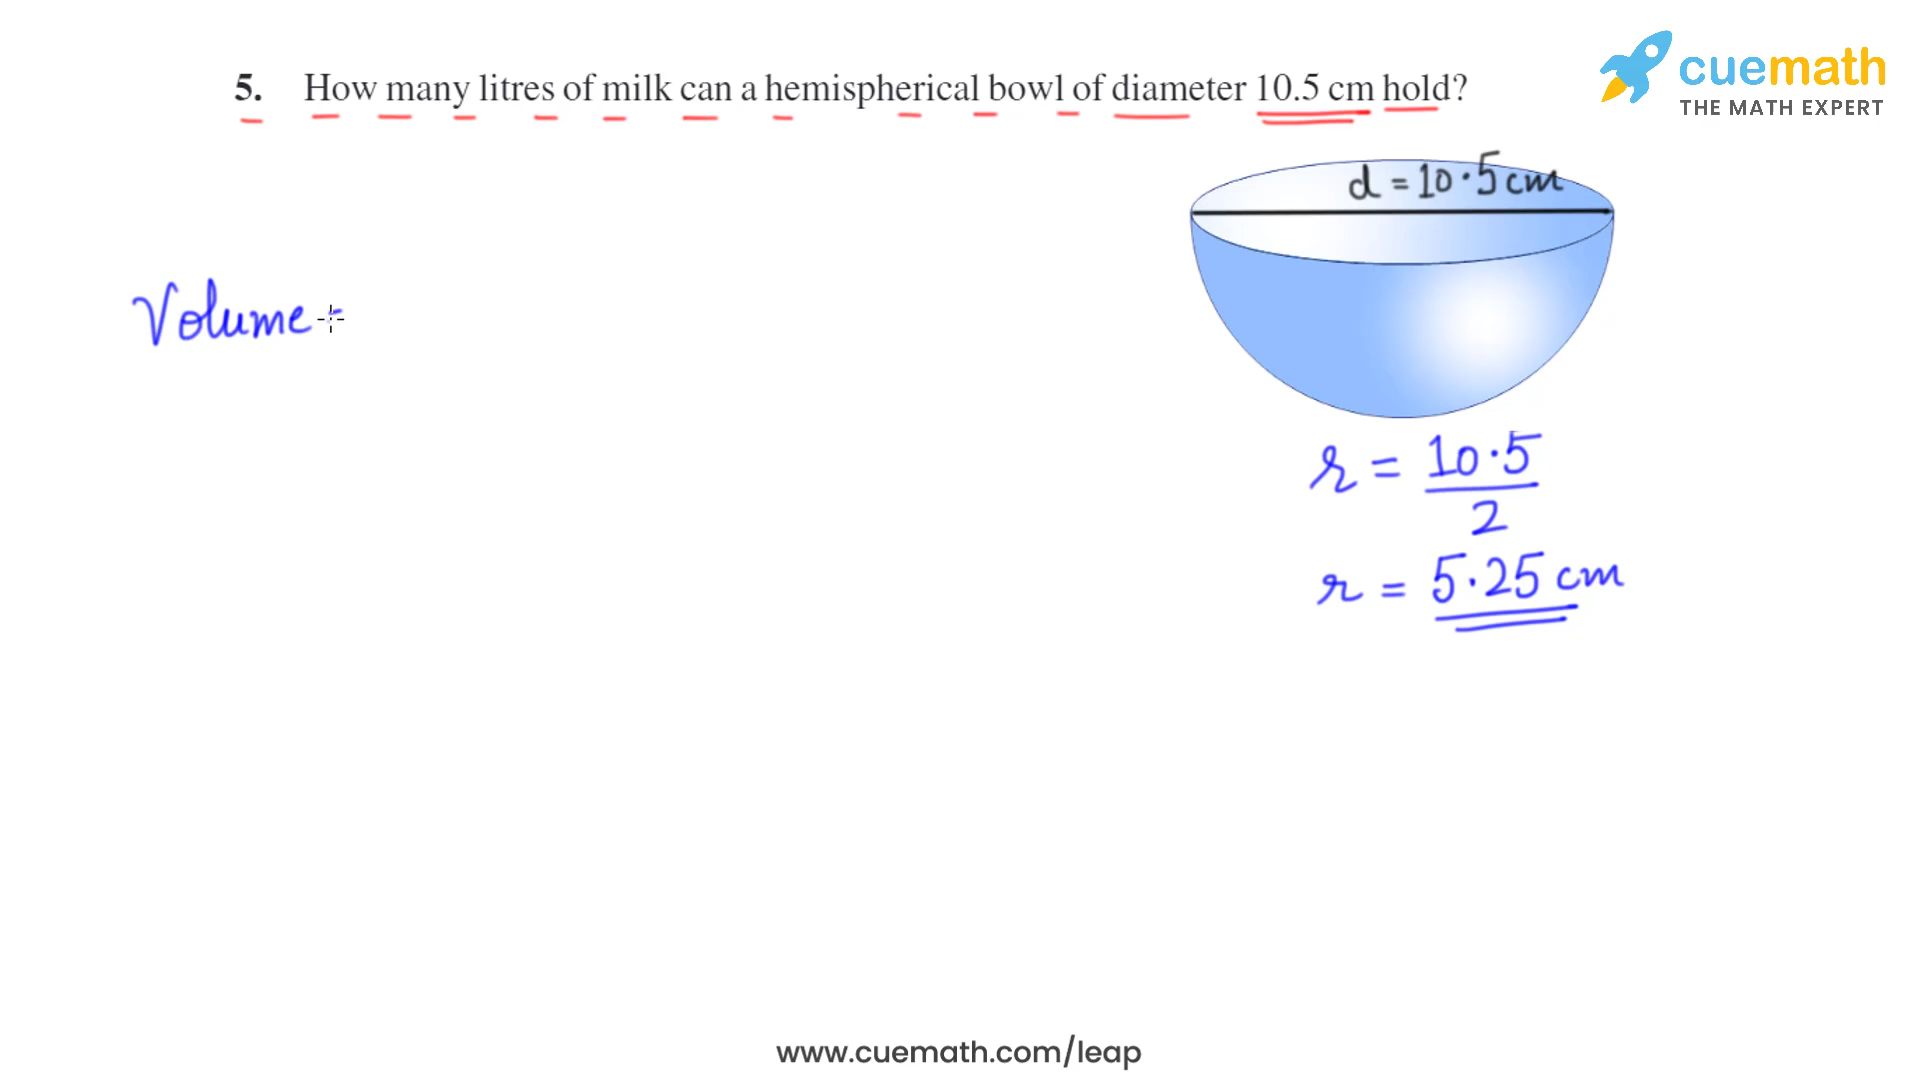 cuemath
THE MATH EXPERT
5. How many litres of milk can a hemispherical bowl of diameter 10.5 cm hold?
d = 10.5 cm
Volume =
r = 10.5
2
r = 5.25 cm
www.cuemath.com/leap